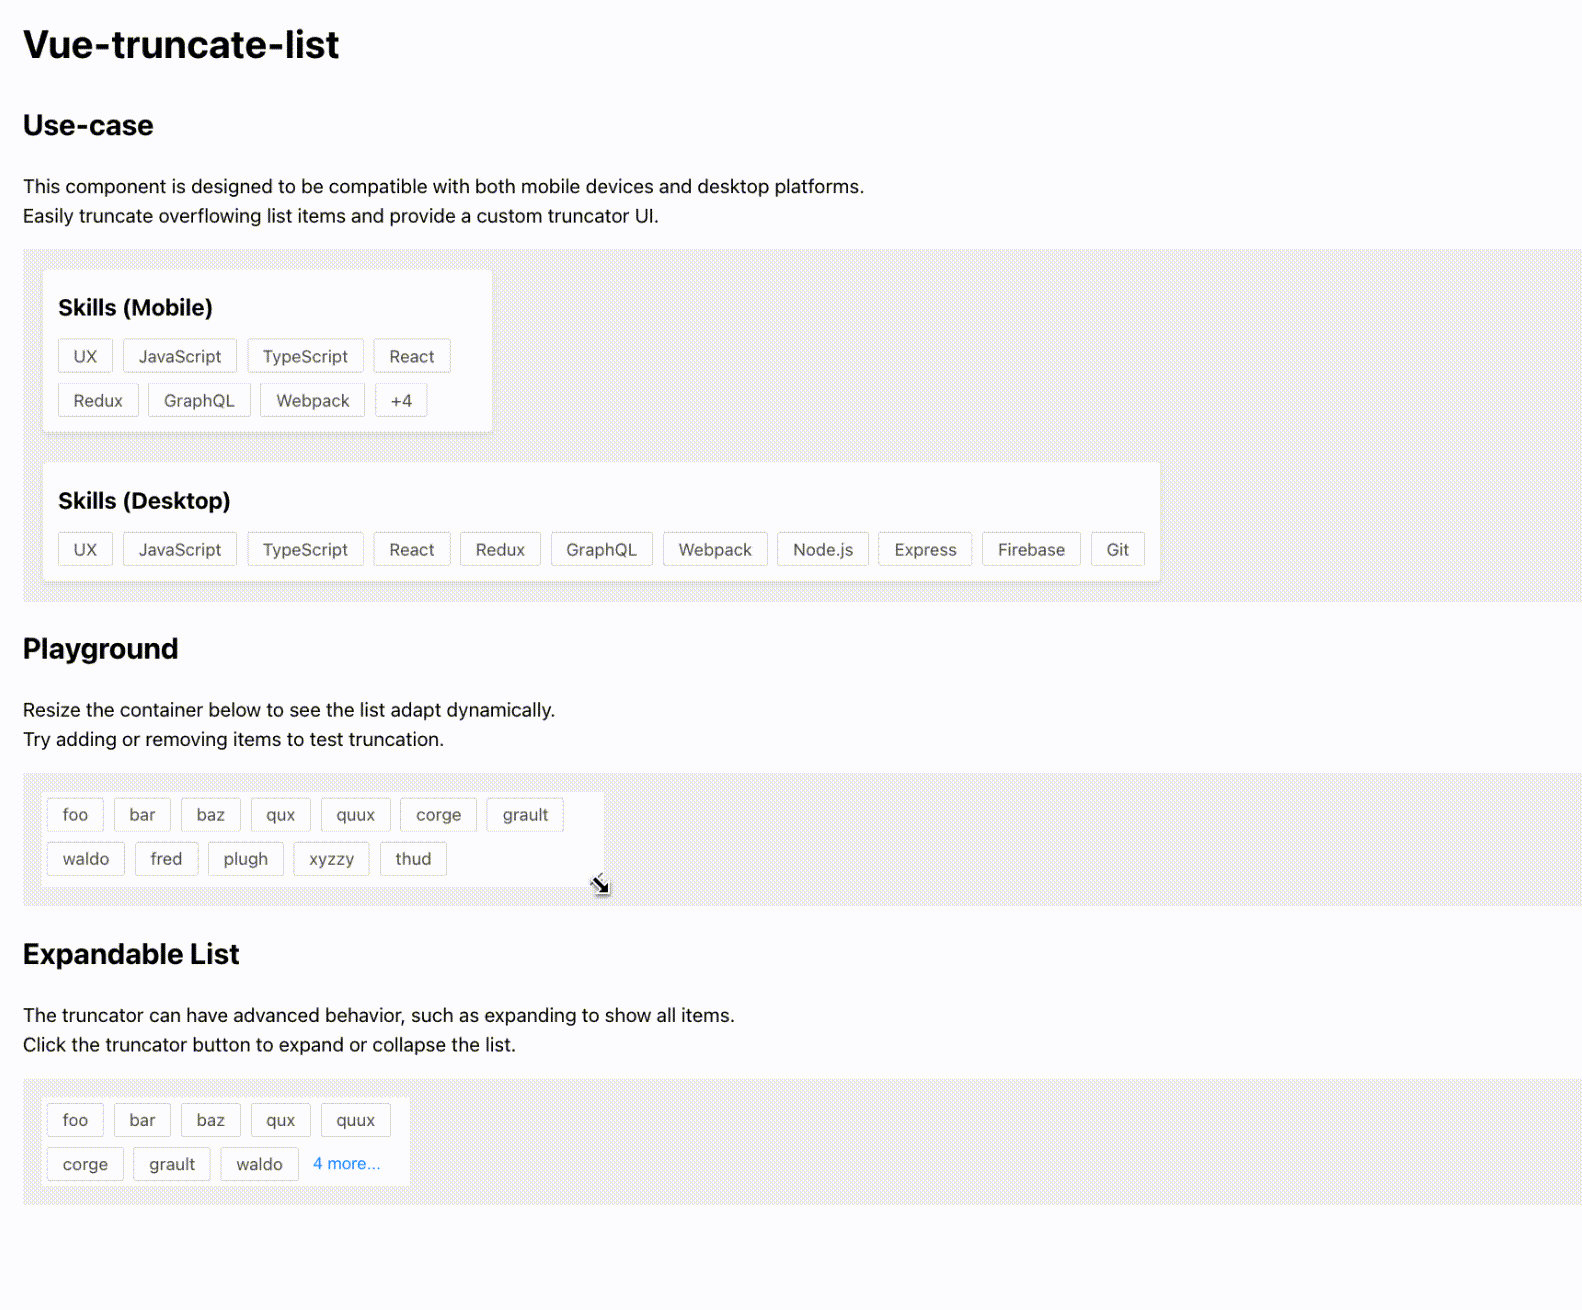 Vue-truncate-list
Use-case
This component is designed to be compatible with both mobile devices and desktop platforms.
Easily truncate overflowing list items and provide a custom truncator UI.
Skills (Mobile)
UX JavaScript TypeScript React
Redux GraphQL Webpack +4
Skills (Desktop)
UX JavaScript TypeScript React Redux GraphQL Webpack Node.js Express Firebase Git
Playground
Resize the container below to see the list adapt dynamically.
Try adding or removing items to test truncation.
foo bar baz qux quux corge grault
waldo fred plugh xyzzy thud
Expandable List
The truncator can have advanced behavior, such as expanding to show all items.
Click the truncator button to expand or collapse the list.
foo bar baz qux quux
corge grault waldo 4 more...